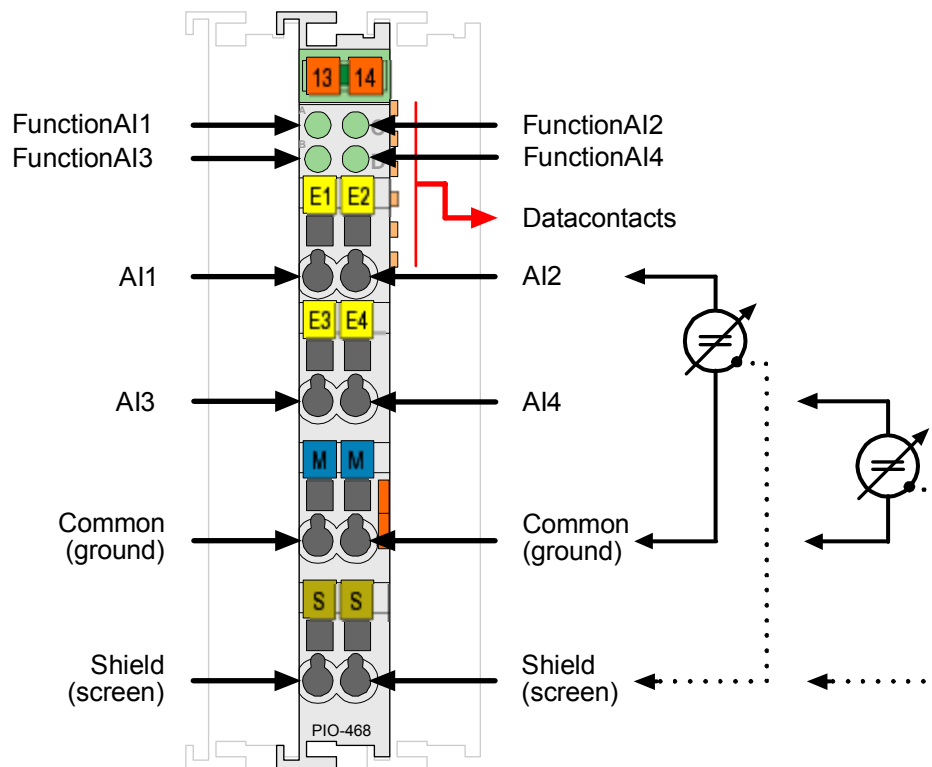 13 14
A
C
FunctionAI1
FunctionAI2
B
D
FunctionAI3
FunctionAI4
E1 E2
Datacontacts
AI1
AI2
E3 E4
AI3
AI4
M M
Common
(ground)
Common
(ground)
S S
Shield
(screen)
Shield
(screen)
PIO-468